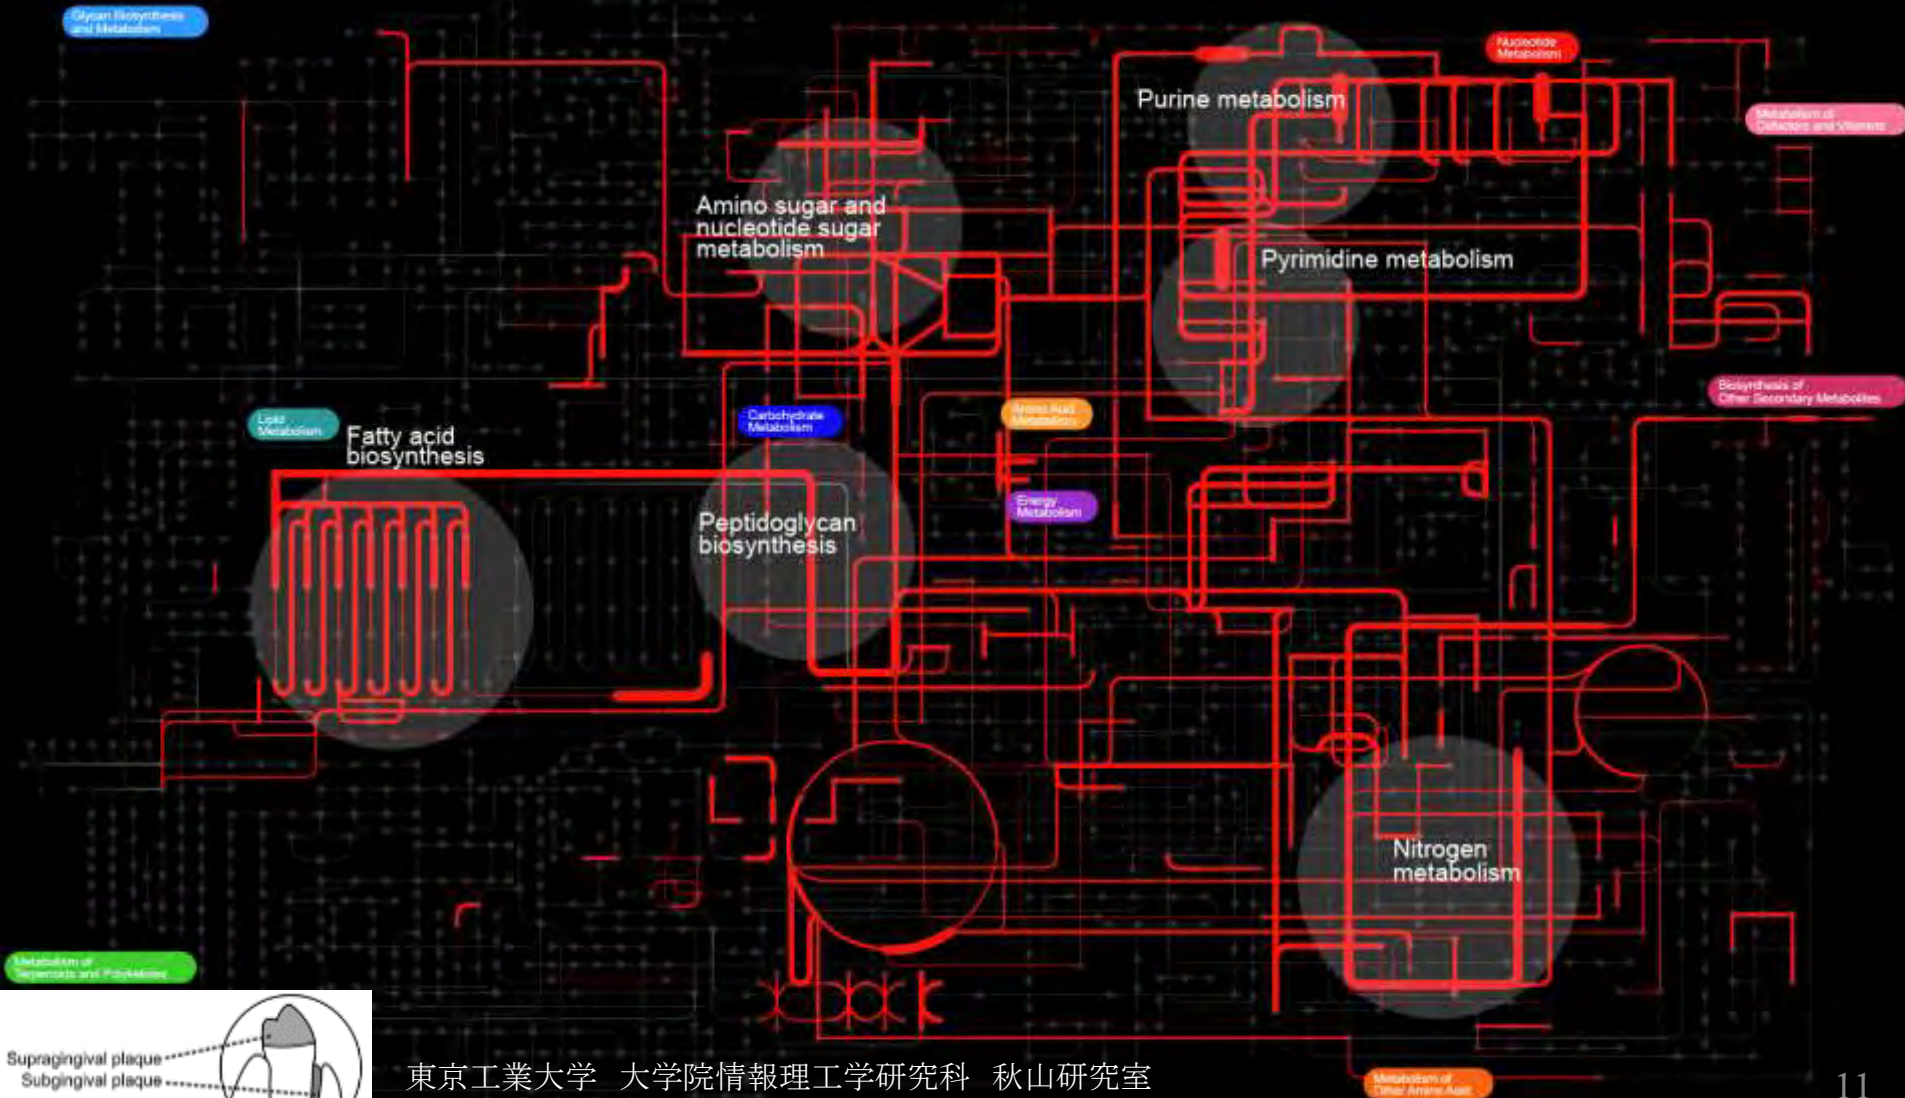 Glycan Biosynthesis
and Metabolism
Nucleotide
Metabolism
Purine metabolism
Metabolism of
Cofactors and Vitamins
Amino sugar and
nucleotide sugar
metabolism
Pyrimidine metabolism
Biosynthesis of
Other Secondary Metabolites
Lipid
Metabolism
Carbohydrate
Metabolism
Amino Acid
Metabolism
Fatty acid
biosynthesis
Energy
Metabolism
Peptidoglycan
biosynthesis
Nitrogen
metabolism
Metabolism of
Terpenoids and Polyketides
Supragingival plaque
Subgingival plaque
東京工業大学 大学院情報理工学研究科 秋山研究室
Metabolism of
Other Amino Acids
11